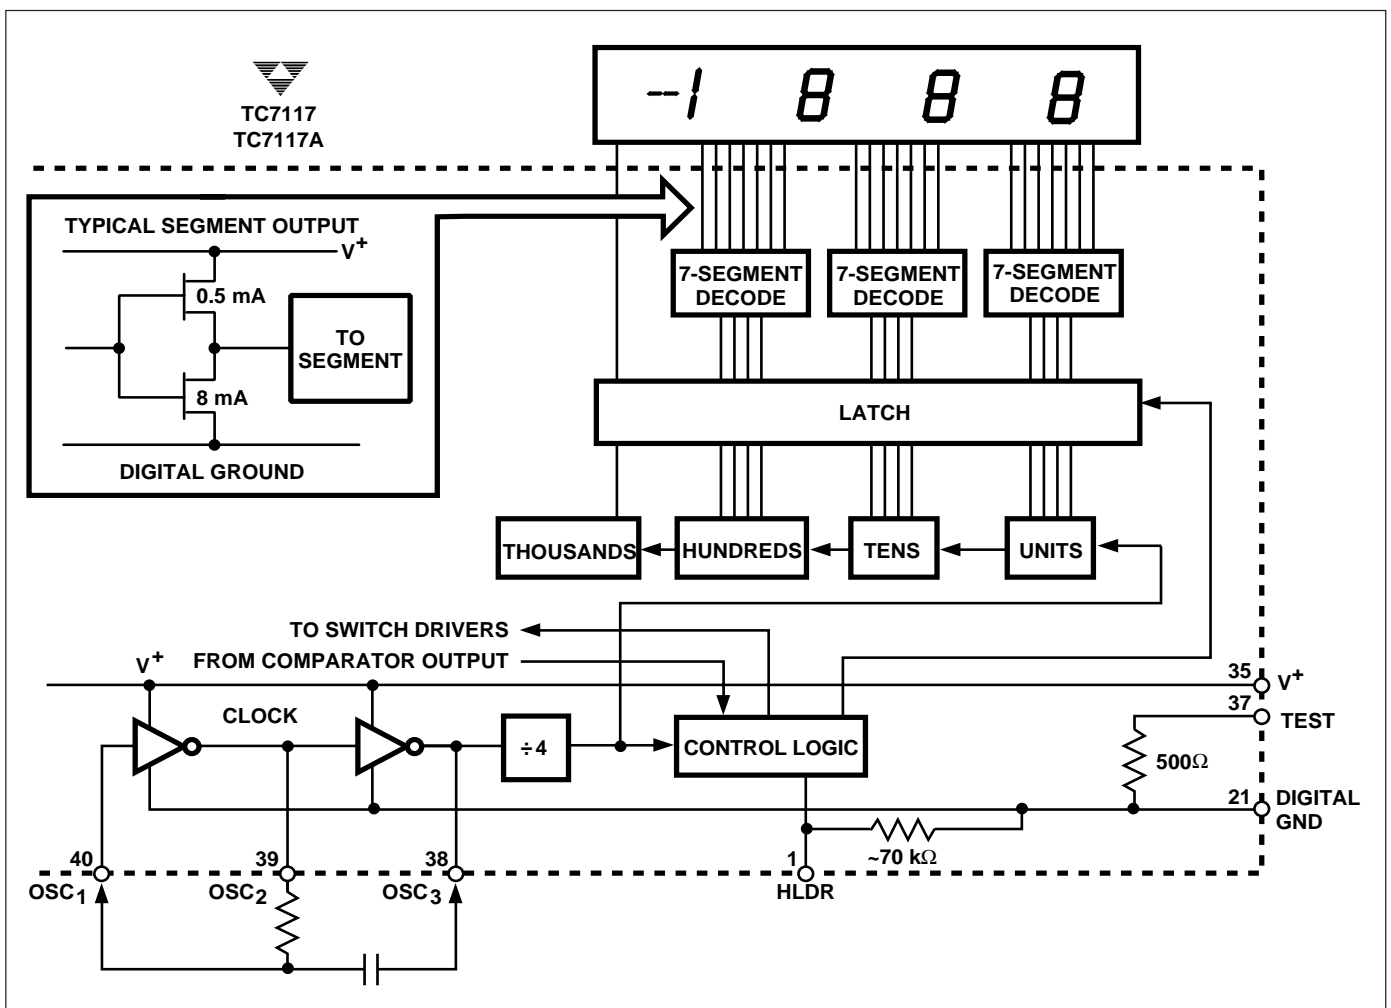 TC7117
TC7117A
-1 8 8 8
TYPICAL SEGMENT OUTPUT
V+
0.5 mA
TO
SEGMENT
8 mA
DIGITAL GROUND
7-SEGMENT
DECODE
7-SEGMENT
DECODE
7-SEGMENT
DECODE
LATCH
THOUSANDS
HUNDREDS
TENS
UNITS
TO SWITCH DRIVERS
FROM COMPARATOR OUTPUT
V+
35
V+
37
TEST
CLOCK
÷4
CONTROL LOGIC
500Ω
21
DIGITAL
GND
~70 kΩ
40
39
38
1
OSC1
OSC2
OSC3
HLDR